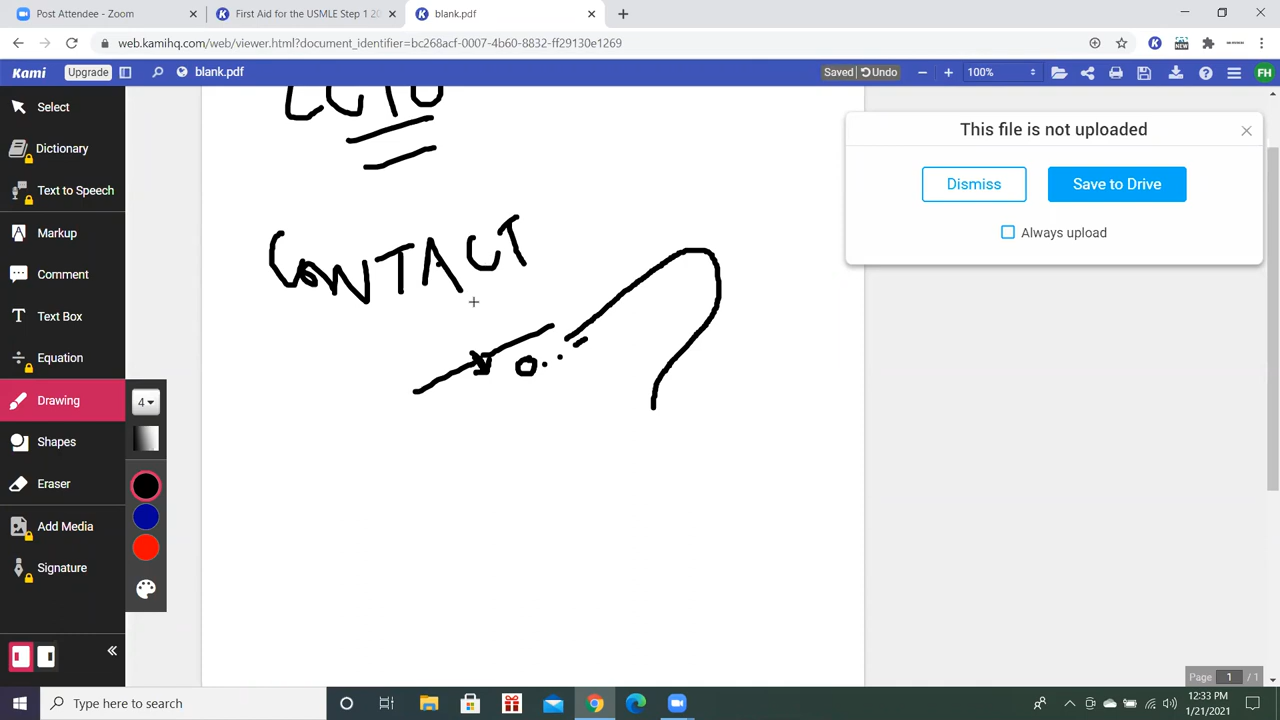 Post Attendee - Zoom
First Aid for the USMLE Step 1 20
blank.pdf
web.kamihq.com/web/viewer.html?document_identifier=bc268acf-0007-4b60-8832-ff29130e1269
Kami
Upgrade
blank.pdf
Saved
Undo
100%
FH
Select
Dictionary
Text to Speech
Markup
Comment
Text Box
Equation
Drawing
4
Shapes
Eraser
Add Media
Signature
CONTACT
This file is not uploaded
Dismiss
Save to Drive
Always upload
Page 1 / 1
Type here to search
12:33 PM
1/21/2021